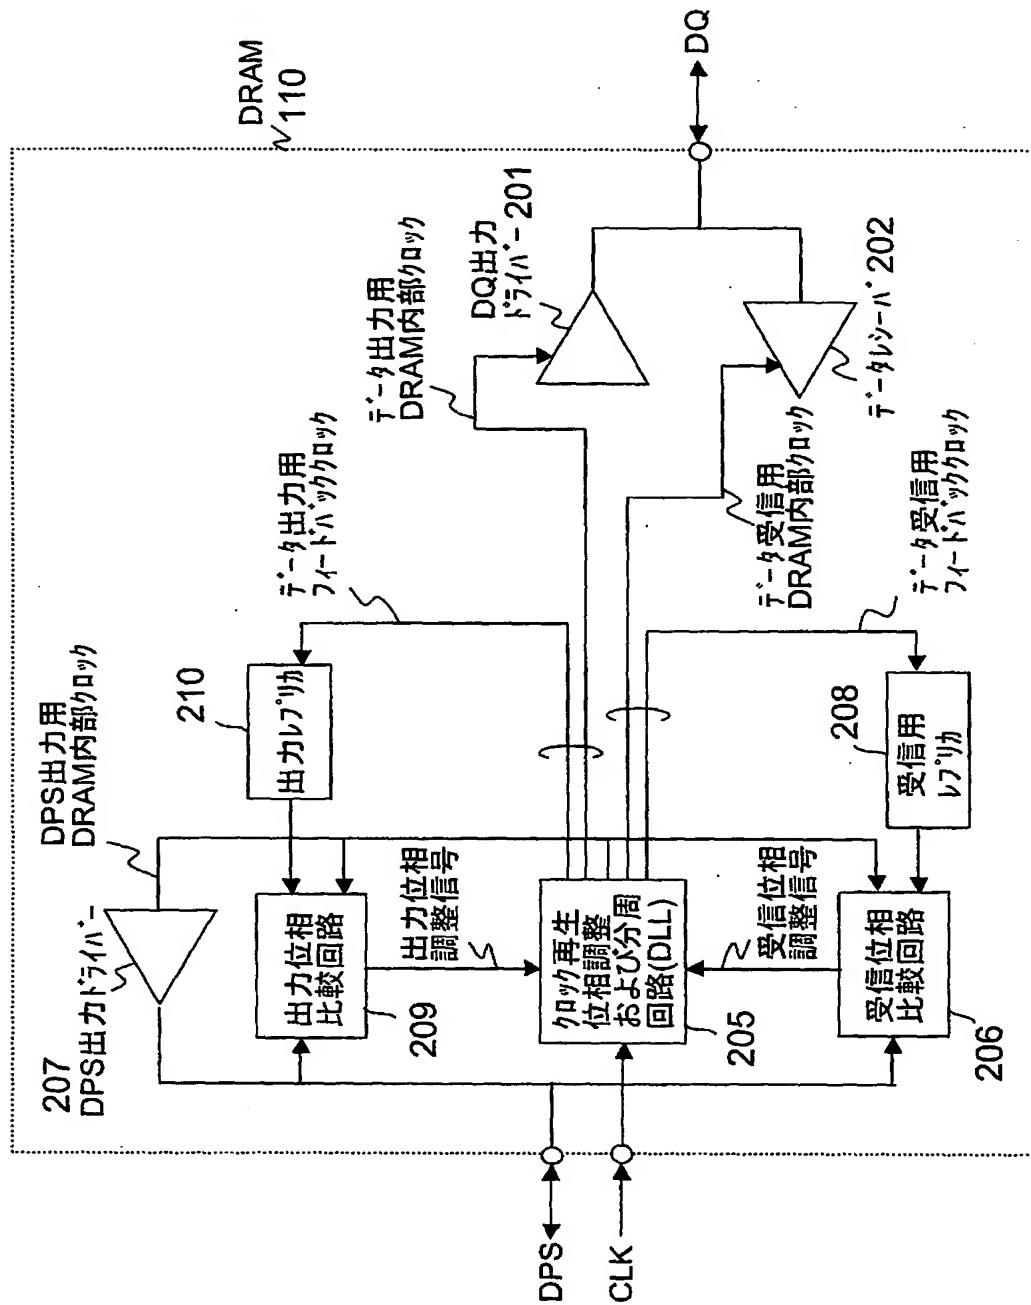 DRAM
110
DQ
DPS出力用
DRAM内部クロック
207
DPS出力ドライバー
210
出力レプリカ
データ出力用
フィードバッククロック
データ出力用
DRAM内部クロック
DQ出力
ドライバー 201
出力位相
比較回路
209
出力位相
調整信号
クロック再生
位相調整
および分周
回路(DLL)
205
受信位相
調整信号
受信位相
比較回路
206
208
受信用
レプリカ
データ受信用
DRAM内部クロック
データレシーバ 202
データ受信用
フィードバッククロック
DPS
CLK